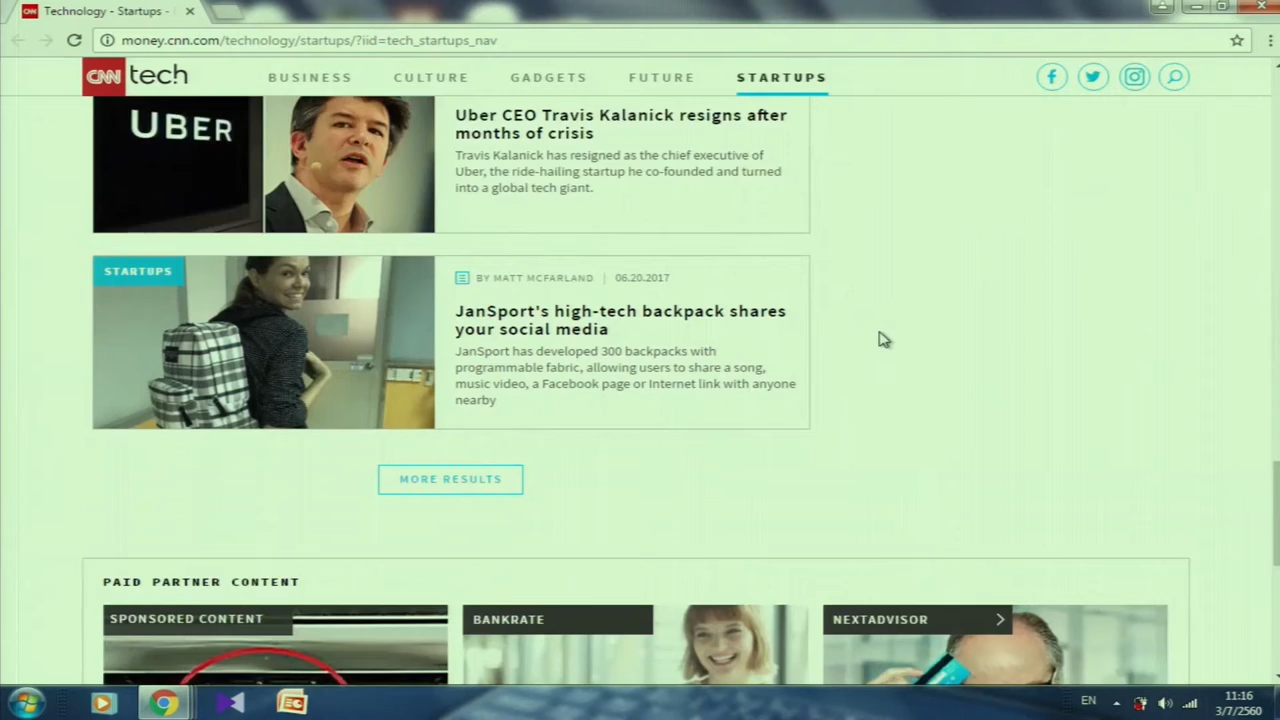 Technology - Startups -
money.cnn.com/technology/startups/?iid=tech_startups_nav
CNN tech BUSINESS CULTURE GADGETS FUTURE STARTUPS
UBER
Uber CEO Travis Kalanick resigns after
months of crisis
Travis Kalanick has resigned as the chief executive of
Uber, the ride-hailing startup he co-founded and turned
into a global tech giant.
STARTUPS
BY MATT MCFARLAND | 06.20.2017
JanSport's high-tech backpack shares
your social media
JanSport has developed 300 backpacks with
programmable fabric, allowing users to share a song,
music video, a Facebook page or Internet link with anyone
nearby
MORE RESULTS
PAID PARTNER CONTENT
SPONSORED CONTENT
BANKRATE
NEXTADVISOR
EN
11:16
3/7/2560